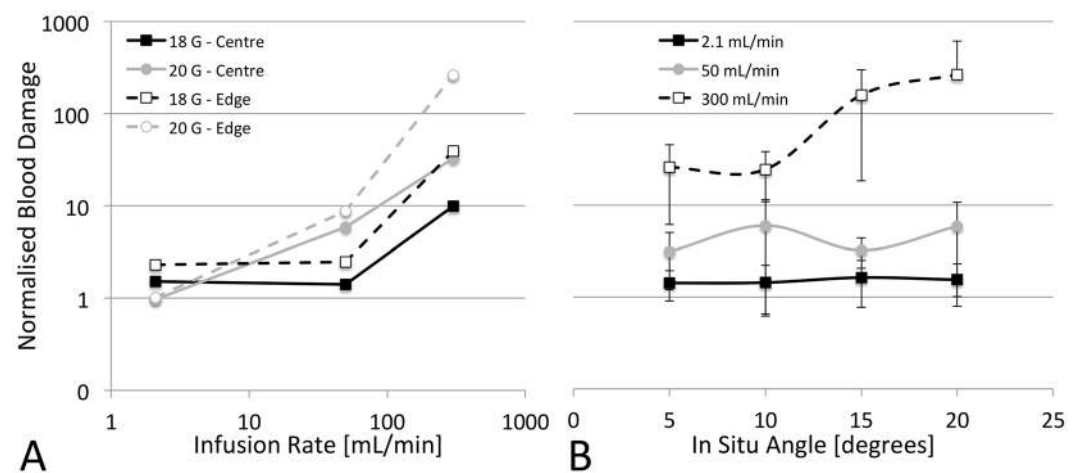 1000
100
10
1
0
Normalised Blood Damage
18 G - Centre
20 G - Centre
18 G - Edge
20 G - Edge
1 10 100 1000
Infusion Rate [mL/min]
A
2.1 mL/min
50 mL/min
300 mL/min
0 5 10 15 20 25
In Situ Angle [degrees]
B